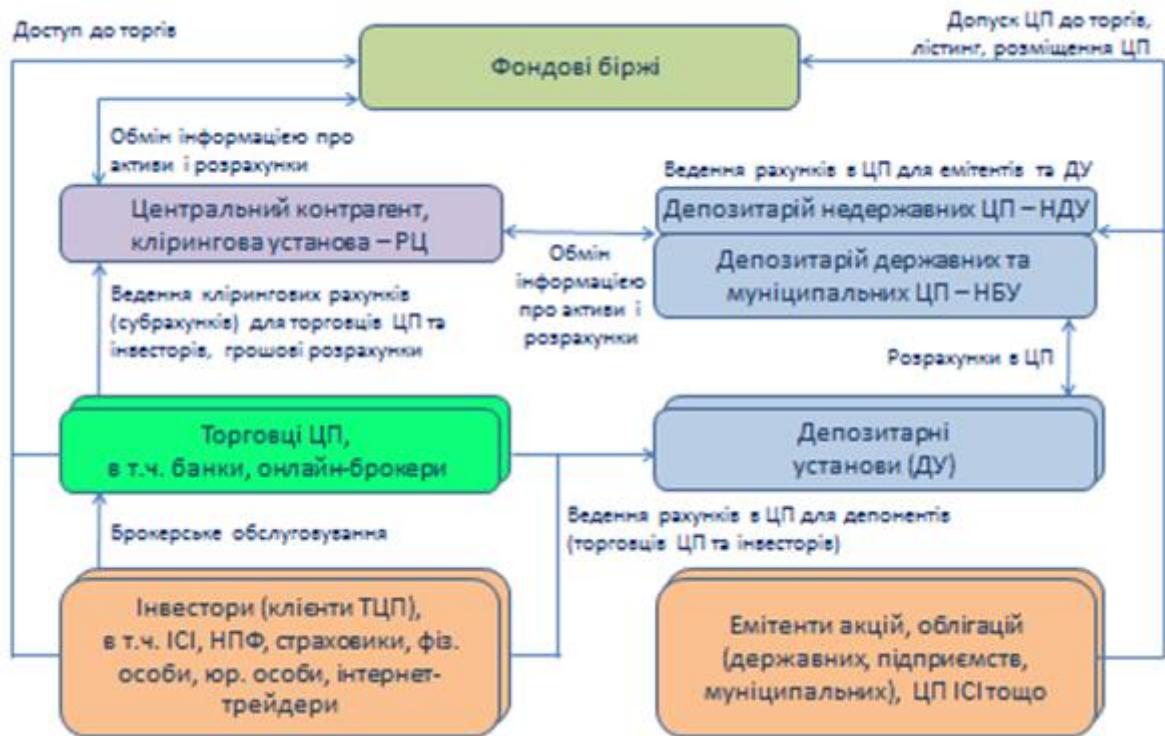 Доступ до торгів
Допуск ЦП до торгів,
лістинг, розміщення ЦП
Фондові біржі
Обмін інформацією про
активи і розрахунки
Ведення рахунків в ЦП для емітентів та ДУ
Центральний контрагент,
клірингова установа – РЦ
Депозитарій недержавних ЦП – НДУ
Депозитарій державних та
муніципальних ЦП – НБУ
Обмін
інформацією
про активи і
розрахунки
Ведення клірингових рахунків
(субрахунків) для торговців ЦП та
інвесторів, грошові розрахунки
Розрахунки в ЦП
Торговці ЦП,
в т.ч. банки, онлайн-брокери
Депозитарні
установи (ДУ)
Брокерське обслуговування
Ведення рахунків в ЦП для депонентів
(торговців ЦП та інвесторів)
Інвестори (клієнти ТЦП),
в т.ч. ІСІ, НПФ, страховики, фіз.
особи, юр. особи, інтернет-
трейдери
Емітенти акцій, облігацій
(державних, підприємств,
муніципальних), ЦП ІСІ тощо